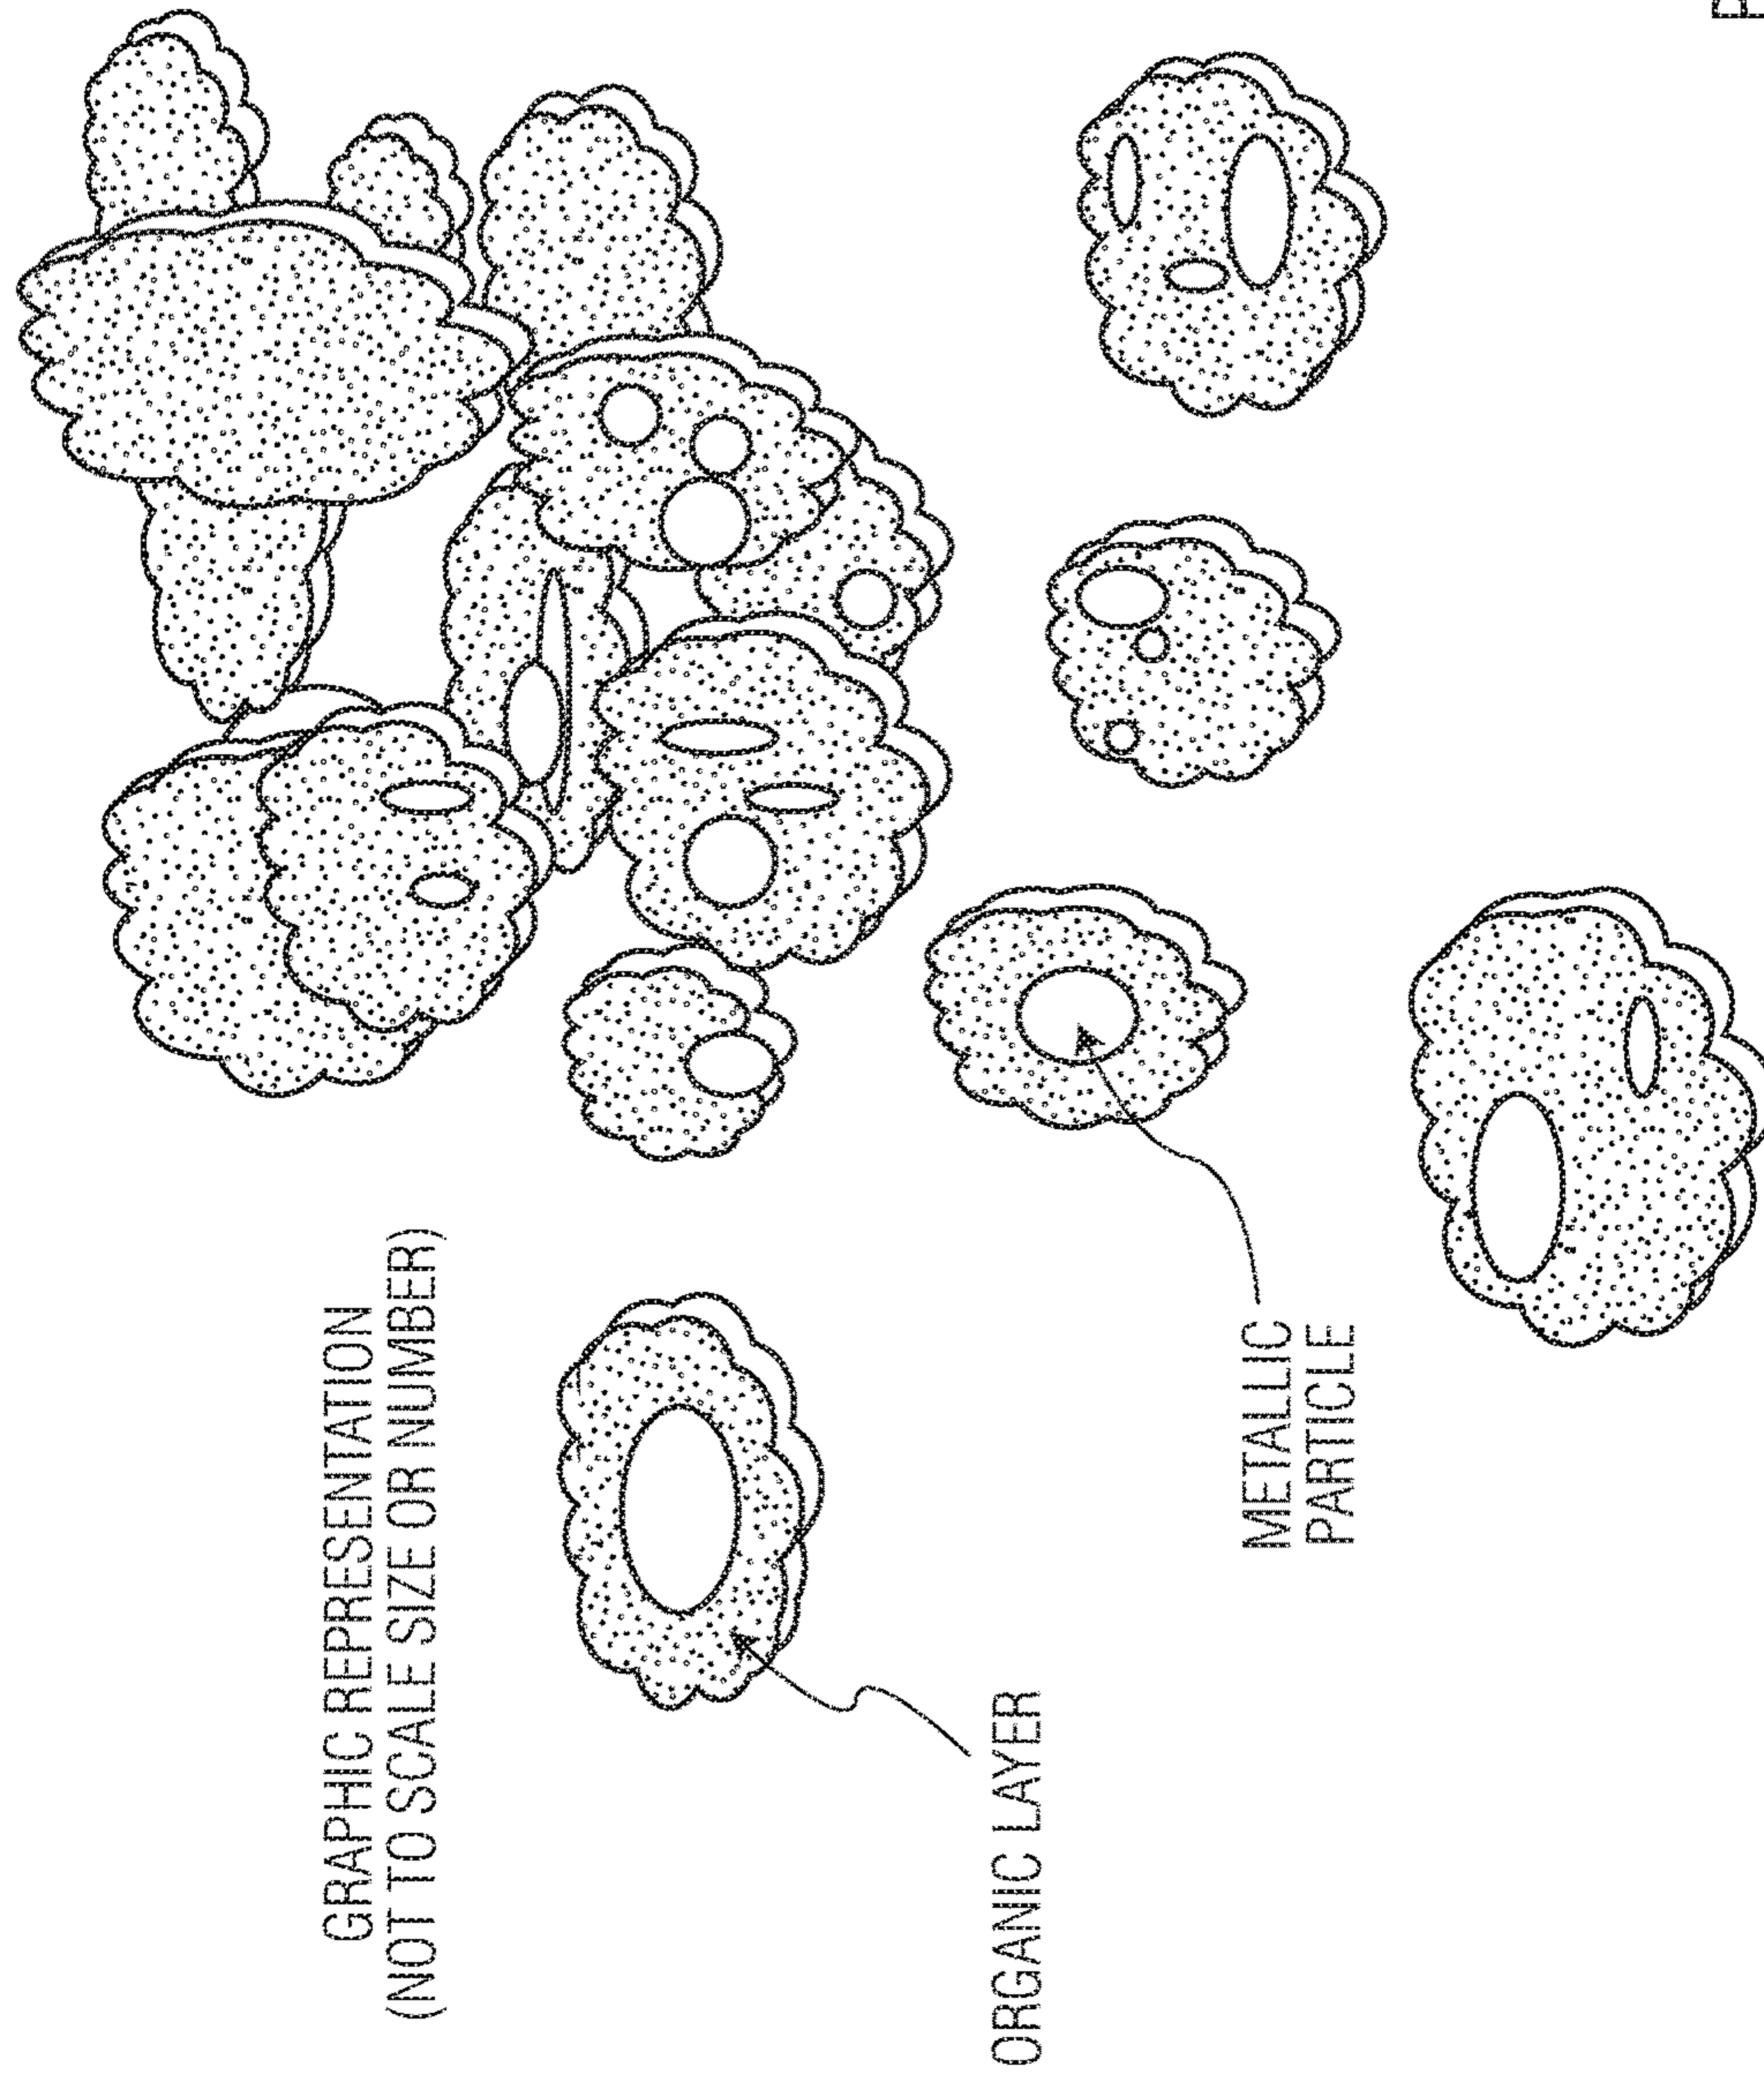 GRAPHIC REPRESENTATION
(NOT TO SCALE SIZE OR NUMBER)
ORGANIC LAYER
METALLIC
PARTICLE